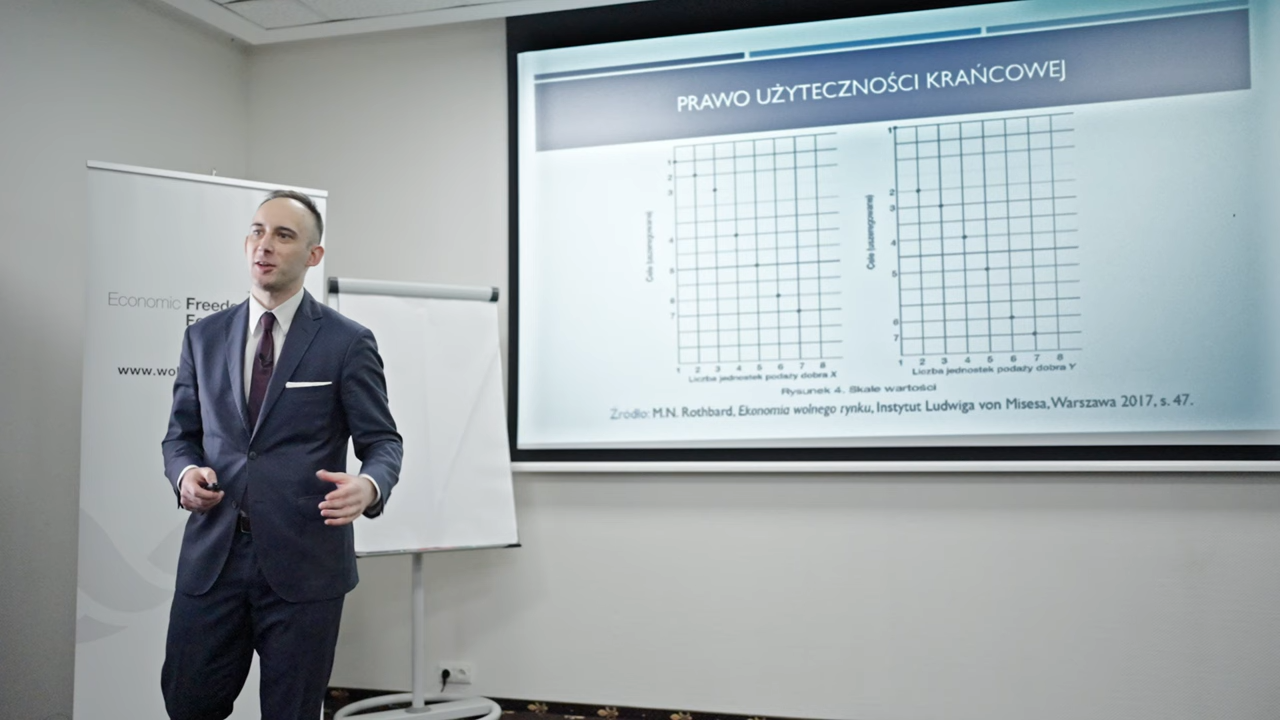 PRAWO UŻYTECZNOŚCI KRAŃCOWEJ
Cele (uszeregowane)
1
2
3
4
5
6
7
1 2 3 4 5 6 7 8
Liczba jednostek podaży dobra X
Cele (uszeregowane)
1
2
3
4
5
6
7
1 2 3 4 5 6 7 8
Liczba jednostek podaży dobra Y
Rysunek 4. Skale wartości
Źródło: M.N. Rothbard, Ekonomia wolnego rynku, Instytut Ludwiga von Misesa, Warszawa 2017, s. 47.
Economic Freedo
Fo
www.wol